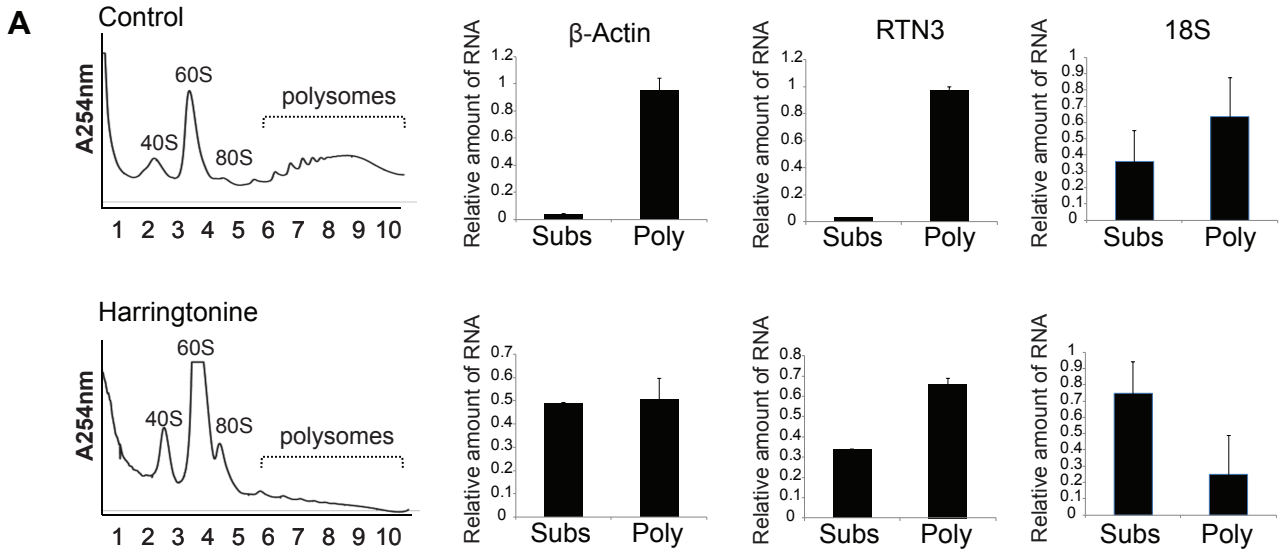 A
Control
A254nm
40S
60S
80S
polysomes
1 2 3 4 5 6 7 8 9 10
β-Actin
Relative amount of RNA
1.2
1
0.8
0.6
0.4
0.2
0
Subs Poly
RTN3
Relative amount of RNA
1.2
1
0.8
0.6
0.4
0.2
0
Subs Poly
18S
Relative amount of RNA
1
0.9
0.8
0.7
0.6
0.5
0.4
0.3
0.2
0.1
0
Subs Poly
Harringtonine
A254nm
40S
60S
80S
polysomes
1 2 3 4 5 6 7 8 9 10
Relative amount of RNA
0.7
0.6
0.5
0.4
0.3
0.2
0.1
0
Subs Poly
Relative amount of RNA
0.8
0.7
0.6
0.5
0.4
0.3
0.2
0.1
0
Subs Poly
Relative amount of RNA
1
0.9
0.8
0.7
0.6
0.5
0.4
0.3
0.2
0.1
0
Subs Poly